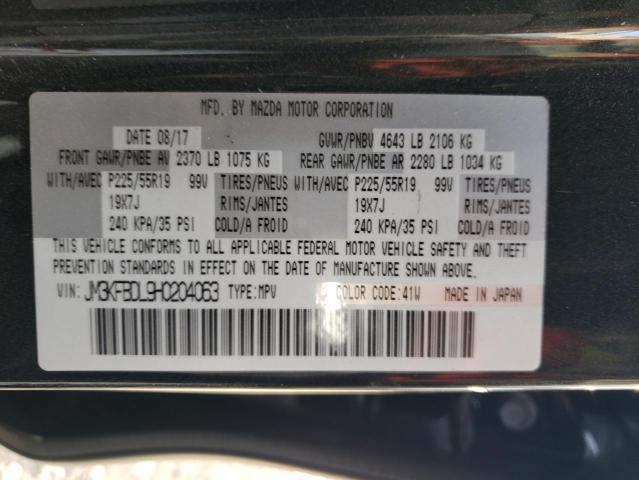 MFD. BY MAZDA MOTOR CORPORATION
DATE 08/17 GVWR/PNBV 4643 LB 2106 KG
FRONT GAWR/PNBE AV 2370 LB 1075 KG REAR GAWR/PNBE AR 2280 LB 1034 KG
WITH/AVEC P225/55R19 99V TIRES/PNEUS WITH/AVEC P225/55R19 99V TIRES/PNEUS
19X7J RIMS/JANTES 19X7J RIMS/JANTES
240 KPA/35 PSI COLD/A FROID 240 KPA/35 PSI COLD/A FROID
THIS VEHICLE CONFORMS TO ALL APPLICABLE FEDERAL MOTOR VEHICLE SAFETY AND THEFT
PREVENTION STANDARDS IN EFFECT ON THE DATE OF MANUFACTURE SHOWN ABOVE.
VIN: JM3KFBDL9H0204063 TYPE:MPV COLOR CODE:41W MADE IN JAPAN